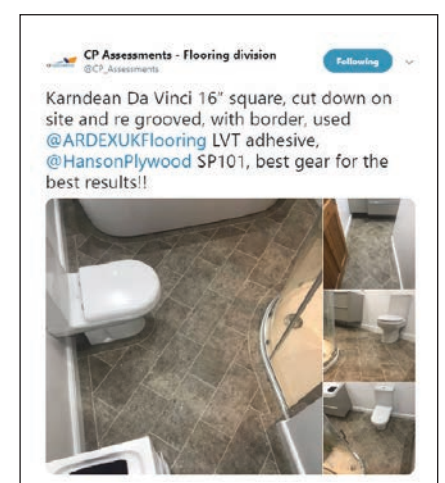 CP Assessments - Flooring division
@CP_Assessments
Following
Karndean Da Vinci 16" square, cut down on
site and re grooved, with border, used
@ARDEXUKFlooring LVT adhesive,
@HansonPlywood SP101, best gear for the
best results!!